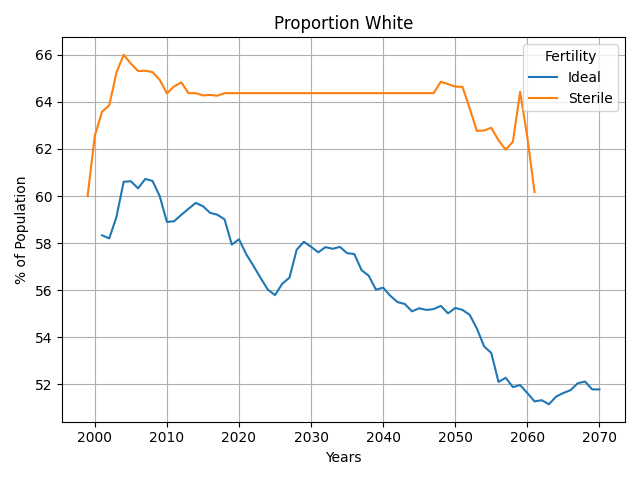 Proportion White
Fertility
Ideal
Sterile
% of Population
66
64
62
60
58
56
54
52
2000 2010 2020 2030 2040 2050 2060 2070
Years